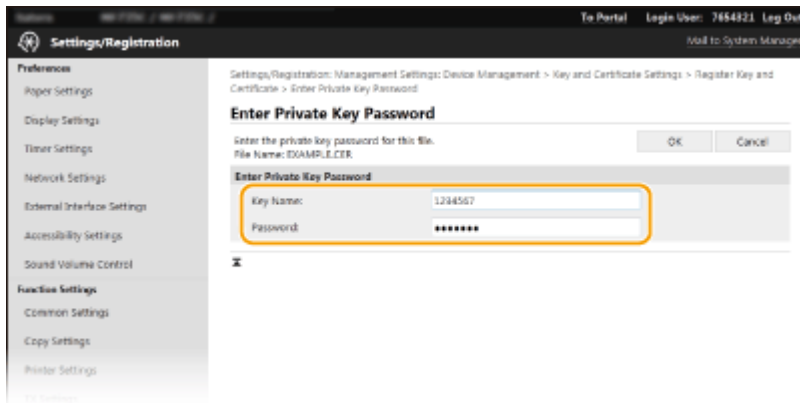 To Portal Login User: 7654321 Log Out
Settings/Registration
Mail to System Manager
Preferences
Paper Settings
Display Settings
Timer Settings
Network Settings
External Interface Settings
Accessibility Settings
Sound Volume Control
Function Settings
Common Settings
Copy Settings
Printer Settings
Settings/Registration: Management Settings: Device Management > Key and Certificate Settings > Register Key and
Certificate > Enter Private Key Password
Enter Private Key Password
Enter the private key password for this file.
File Name: EXAMPLE.CER
OK
Cancel
Enter Private Key Password
Key Name: 1234567
Password: •••••••